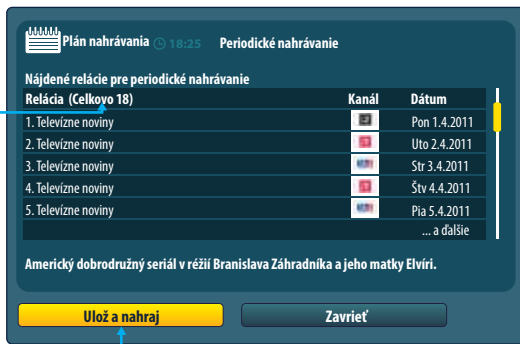 Plán nahrávania 18:25 Periodické nahrávanie
Nájdené relácie pre periodické nahrávanie
Relácia (Celkovo 18) Kanál Dátum
1. Televízne noviny Pon 1.4.2011
2. Televízne noviny Uto 2.4.2011
3. Televízne noviny Str 3.4.2011
4. Televízne noviny Štv 4.4.2011
5. Televízne noviny Pia 5.4.2011
... a ďalšie
Americký dobrodružný seriál v réžií Branislava Záhradníka a jeho matky Elvíri.
Ulož a nahraj Zavrieť